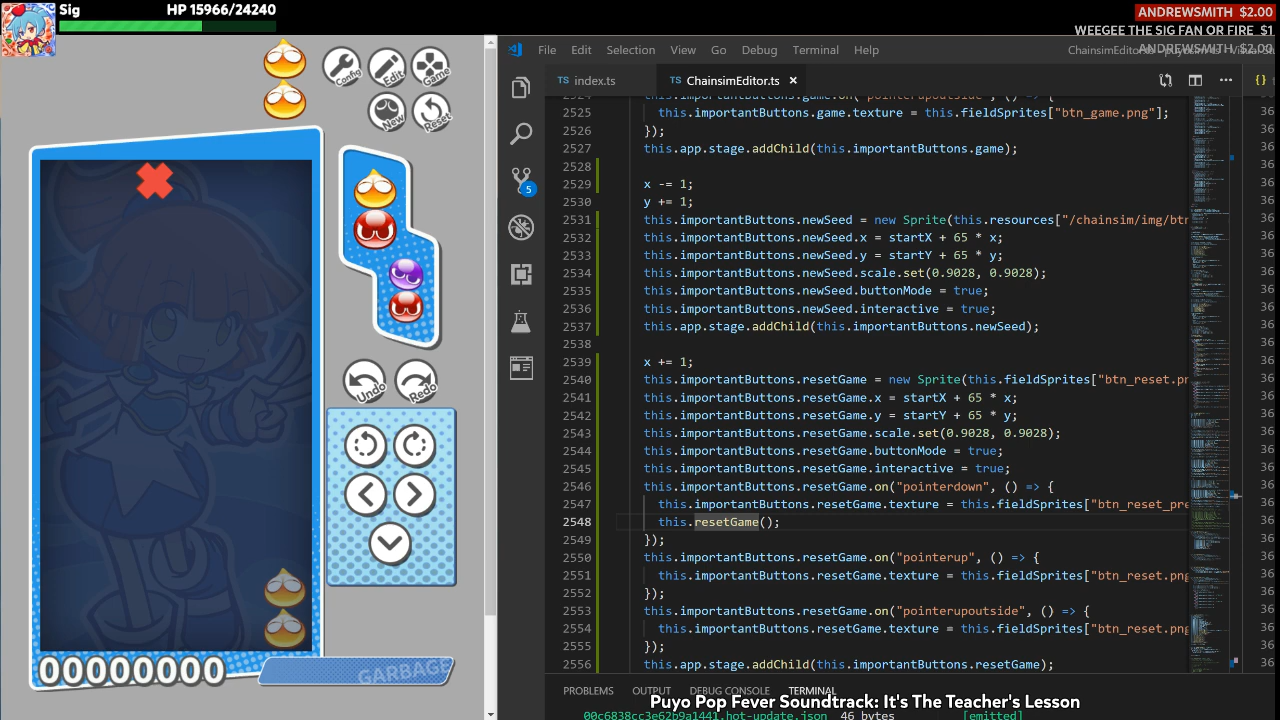 Sig HP 15966/24240
ANDREWSMITH $2.00
WEEGEE THE SIG FAN OR FIRE $1
ANDREWSMITH $2.00
Config
Edit
Game
New
Reset
Undo
Redo
00000000
GARBAGE
File Edit Selection View Go Debug Terminal Help
TS index.ts
TS ChainsimEditor.ts ×
{}
5
2525 this.importantButtons.game.texture = this.fieldSprites["btn_game.png"];
2526 });
2527 this.app.stage.addChild(this.importantButtons.game);
2528
2529 x -= 1;
2530 y += 1;
2531 this.importantButtons.newSeed = new Sprite(this.resources["/chainsim/img/btn
2532 this.importantButtons.newSeed.x = startX + 65 * x;
2533 this.importantButtons.newSeed.y = startY + 65 * y;
2534 this.importantButtons.newSeed.scale.set(0.9028, 0.9028);
2535 this.importantButtons.newSeed.buttonMode = true;
2536 this.importantButtons.newSeed.interactive = true;
2537 this.app.stage.addChild(this.importantButtons.newSeed);
2538
2539 x += 1;
2540 this.importantButtons.resetGame = new Sprite(this.fieldSprites["btn_reset.pn
2541 this.importantButtons.resetGame.x = startX + 65 * x;
2542 this.importantButtons.resetGame.y = startY + 65 * y;
2543 this.importantButtons.resetGame.scale.set(0.9028, 0.9028);
2544 this.importantButtons.resetGame.buttonMode = true;
2545 this.importantButtons.resetGame.interactive = true;
2546 this.importantButtons.resetGame.on("pointerdown", () => {
2547 this.importantButtons.resetGame.texture = this.fieldSprites["btn_reset_pre
2548 this.resetGame();
2549 });
2550 this.importantButtons.resetGame.on("pointerup", () => {
2551 this.importantButtons.resetGame.texture = this.fieldSprites["btn_reset.png
2552 });
2553 this.importantButtons.resetGame.on("pointerupoutside", () => {
2554 this.importantButtons.resetGame.texture = this.fieldSprites["btn_reset.png
2555 });
2556 this.app.stage.addChild(this.importantButtons.resetGame);
PROBLEMS OUTPUT DEBUG CONSOLE TERMINAL
Puyo Pop Fever Soundtrack: It's The Teacher's Lesson